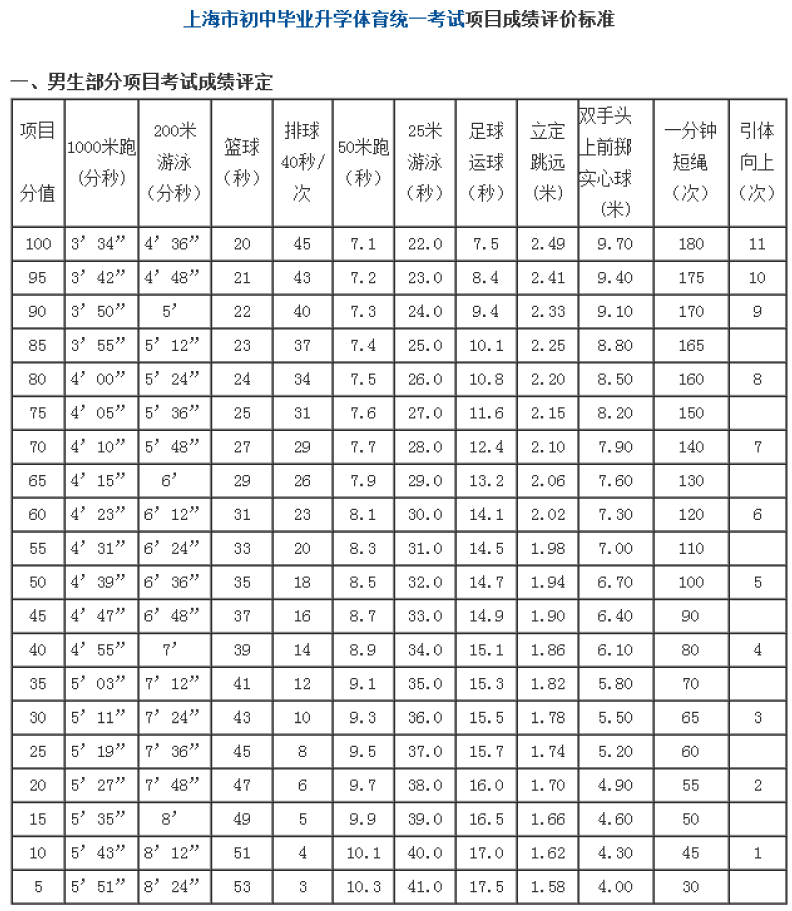 上海市初中毕业升学体育统一考试项目成绩评价标准
一、男生部分项目考试成绩评定
项目 分值 1000米跑(分秒) 200米游泳(分秒) 篮球(秒) 排球40秒/次 50米跑(秒) 25米游泳(秒) 足球运球(秒) 立定跳远(米) 双手头上前掷实心球(米) 一分钟短绳(次) 引体向上(次)
100 3′34″ 4′36″ 20 45 7.1 22.0 7.5 2.49 9.70 180 11
95 3′42″ 4′48″ 21 43 7.2 23.0 8.4 2.41 9.40 175 10
90 3′50″ 5′ 22 40 7.3 24.0 9.4 2.33 9.10 170 9
85 3′55″ 5′12″ 23 37 7.4 25.0 10.1 2.25 8.80 165
80 4′00″ 5′24″ 24 34 7.5 26.0 10.8 2.20 8.50 160 8
75 4′05″ 5′36″ 25 31 7.6 27.0 11.6 2.15 8.20 150
70 4′10″ 5′48″ 27 29 7.7 28.0 12.4 2.10 7.90 140 7
65 4′15″ 6′ 29 26 7.9 29.0 13.2 2.06 7.60 130
60 4′23″ 6′12″ 31 23 8.1 30.0 14.1 2.02 7.30 120 6
55 4′31″ 6′24″ 33 20 8.3 31.0 14.5 1.98 7.00 110
50 4′39″ 6′36″ 35 18 8.5 32.0 14.7 1.94 6.70 100 5
45 4′47″ 6′48″ 37 16 8.7 33.0 14.9 1.90 6.40 90
40 4′55″ 7′ 39 14 8.9 34.0 15.1 1.86 6.10 80 4
35 5′03″ 7′12″ 41 12 9.1 35.0 15.3 1.82 5.80 70
30 5′11″ 7′24″ 43 10 9.3 36.0 15.5 1.78 5.50 65 3
25 5′19″ 7′36″ 45 8 9.5 37.0 15.7 1.74 5.20 60
20 5′27″ 7′48″ 47 6 9.7 38.0 16.0 1.70 4.90 55 2
15 5′35″ 8′ 49 5 9.9 39.0 16.5 1.66 4.60 50
10 5′43″ 8′12″ 51 4 10.1 40.0 17.0 1.62 4.30 45 1
5 5′51″ 8′24″ 53 3 10.3 41.0 17.5 1.58 4.00 30